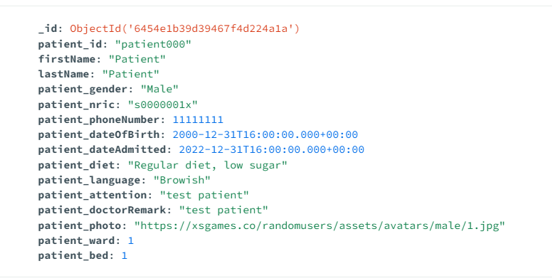 _id: ObjectId('6454e1b39d39467f4d224a1a')
patient_id: "patient000"
firstName: "Patient"
lastName: "Patient"
patient_gender: "Male"
patient_nric: "s0000001x"
patient_phoneNumber: 11111111
patient_dateOfBirth: 2000-12-31T16:00:00.000+00:00
patient_dateAdmitted: 2022-12-31T16:00:00.000+00:00
patient_diet: "Regular diet, low sugar"
patient_language: "Browish"
patient_attention: "test patient"
patient_doctorRemark: "test patient"
patient_photo: "https://xsgames.co/randomusers/assets/avatars/male/1.jpg"
patient_ward: 1
patient_bed: 1